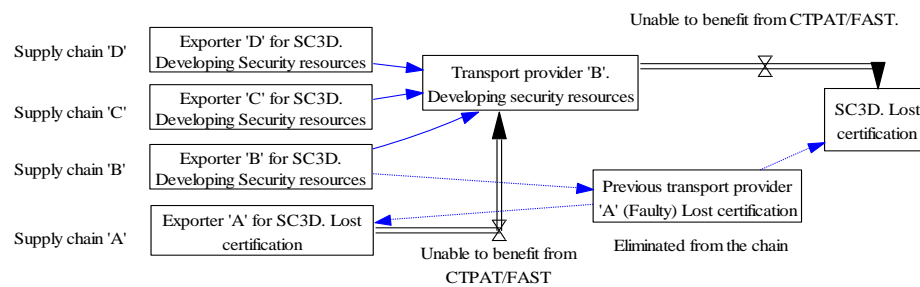 Unable to benefit from CTPAT/FAST.
Supply chain 'D'
Exporter 'D' for SC3D.
Developing Security resources
Transport provider 'B'.
Developing security resources
Supply chain 'C'
Exporter 'C' for SC3D.
Developing Security resources
SC3D. Lost
certification
Supply chain 'B'
Exporter 'B' for SC3D.
Developing Security resources
Previous transport provider
'A' (Faulty) Lost certification
Supply chain 'A'
Exporter 'A' for SC3D. Lost
certification
Unable to benefit from
CTPAT/FAST
Eliminated from the chain